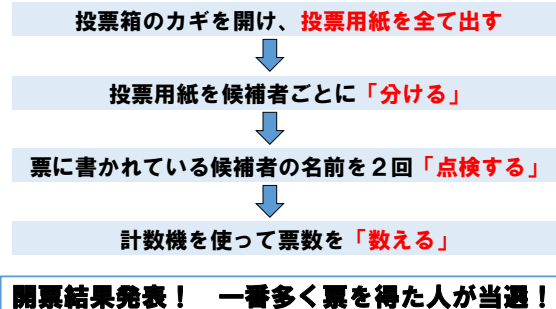 投票箱のカギを開け、投票用紙を全て出す
投票用紙を候補者ごとに「分ける」
票に書かれている候補者の名前を２回「点検する」
計数機を使って票数を「数える」
開票結果発表！　一番多く票を得た人が当選！